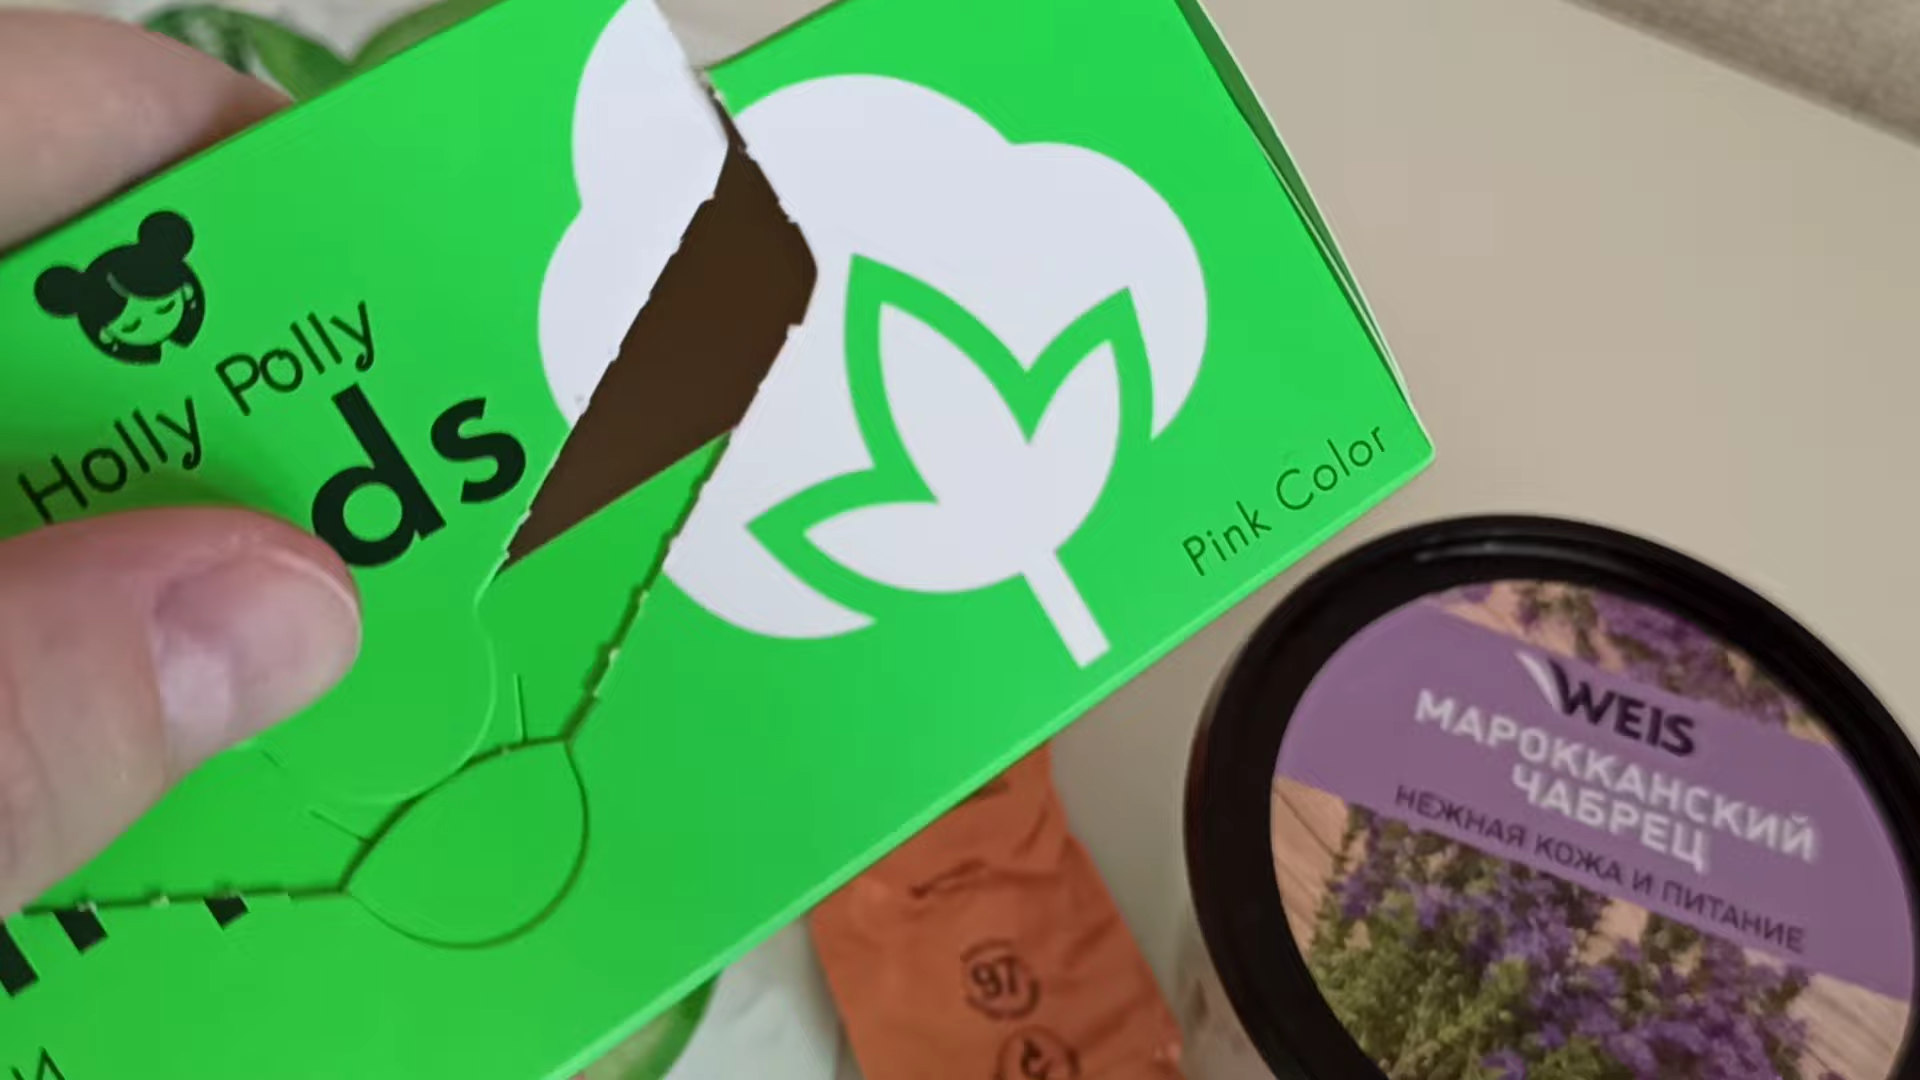 Holly Polly
ds
Pink Color
WEIS
МАРОККАНСКИЙ
ЧАБРЕЦ
НЕЖНАЯ КОЖА И ПИТАНИЕ